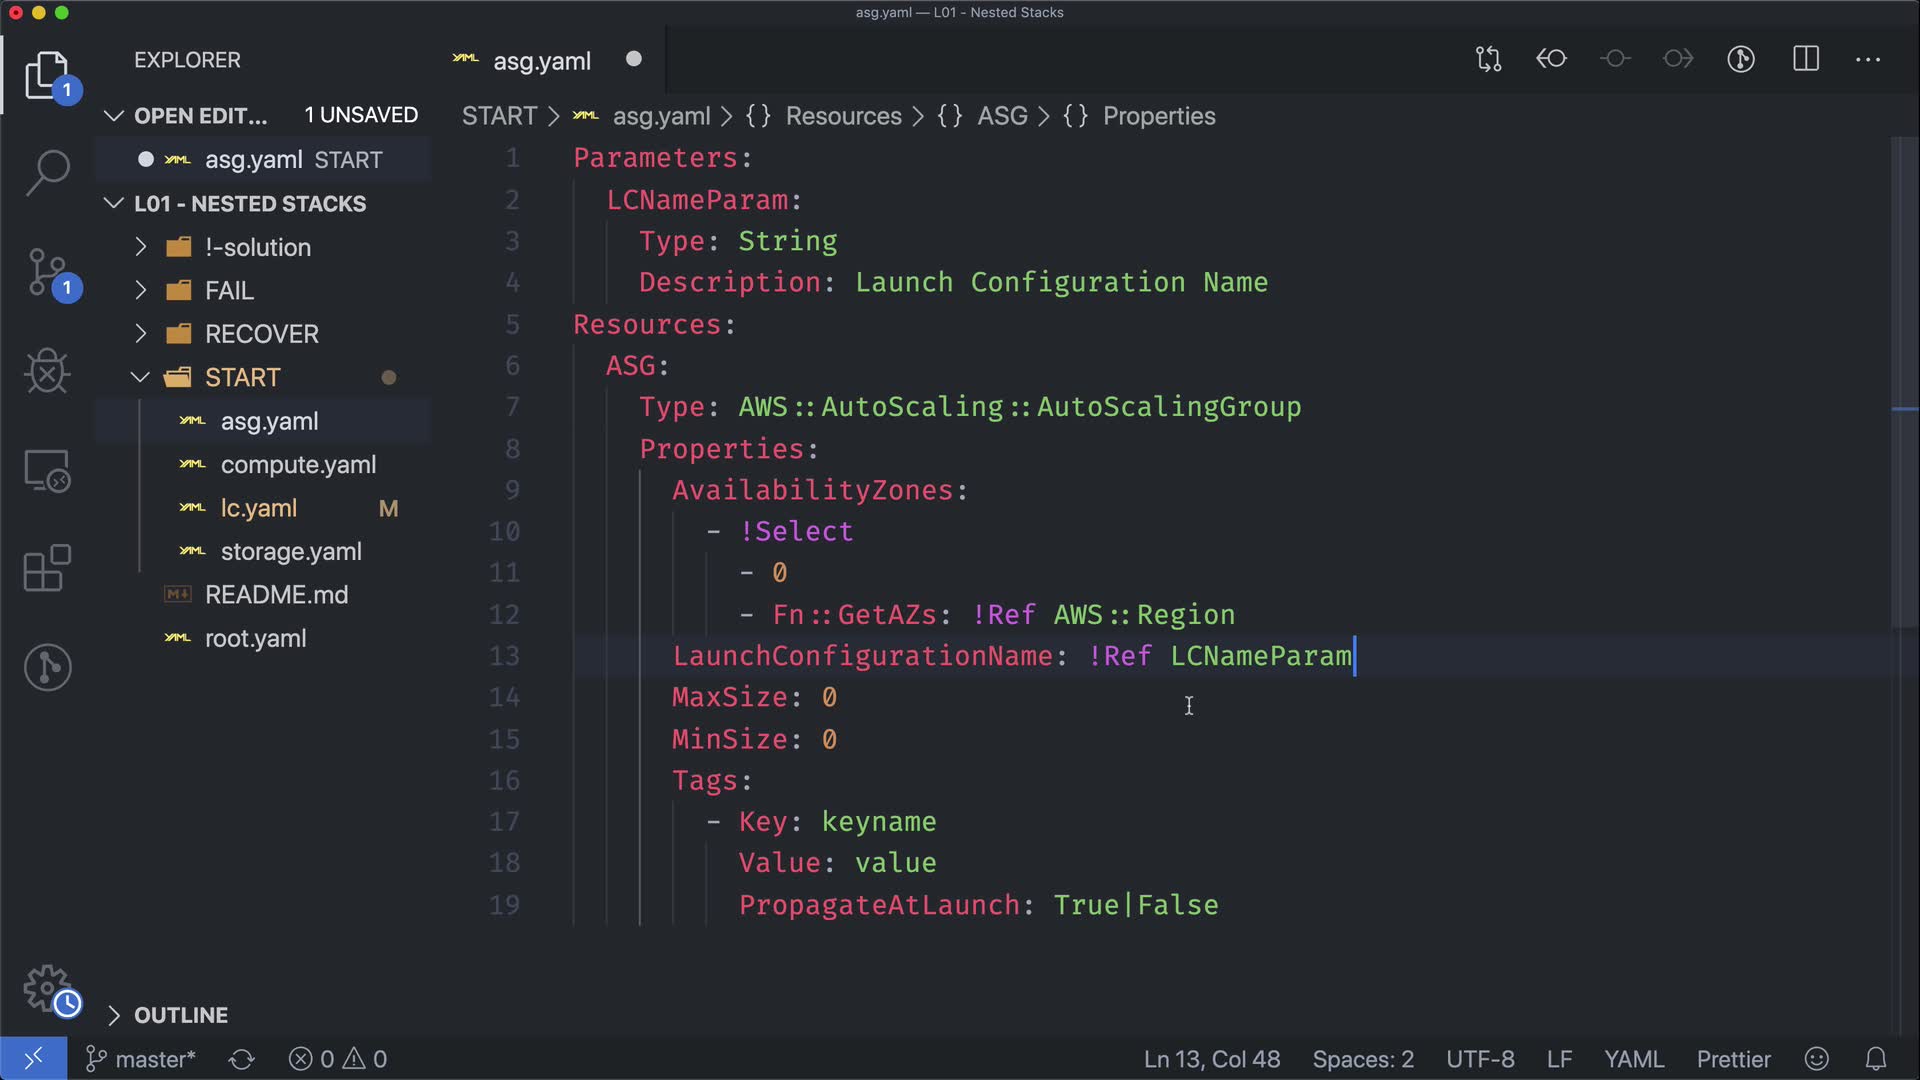 asg.yaml — L01 - Nested Stacks
EXPLORER
asg.yaml
1
OPEN EDIT... 1 UNSAVED
START > asg.yaml > {} Resources > {} ASG > {} Properties
asg.yaml START
L01 - NESTED STACKS
!-solution
1
FAIL
RECOVER
START
asg.yaml
compute.yaml
lc.yaml M
storage.yaml
README.md
root.yaml
OUTLINE
1 Parameters:
2 LCNameParam:
3 Type: String
4 Description: Launch Configuration Name
5 Resources:
6 ASG:
7 Type: AWS::AutoScaling::AutoScalingGroup
8 Properties:
9 AvailabilityZones:
10 - !Select
11 - 0
12 - Fn::GetAZs: !Ref AWS::Region
13 LaunchConfigurationName: !Ref LCNameParam
14 MaxSize: 0
15 MinSize: 0
16 Tags:
17 - Key: keyname
18 Value: value
19 PropagateAtLaunch: True|False
master* 0 0 Ln 13, Col 48 Spaces: 2 UTF-8 LF YAML Prettier